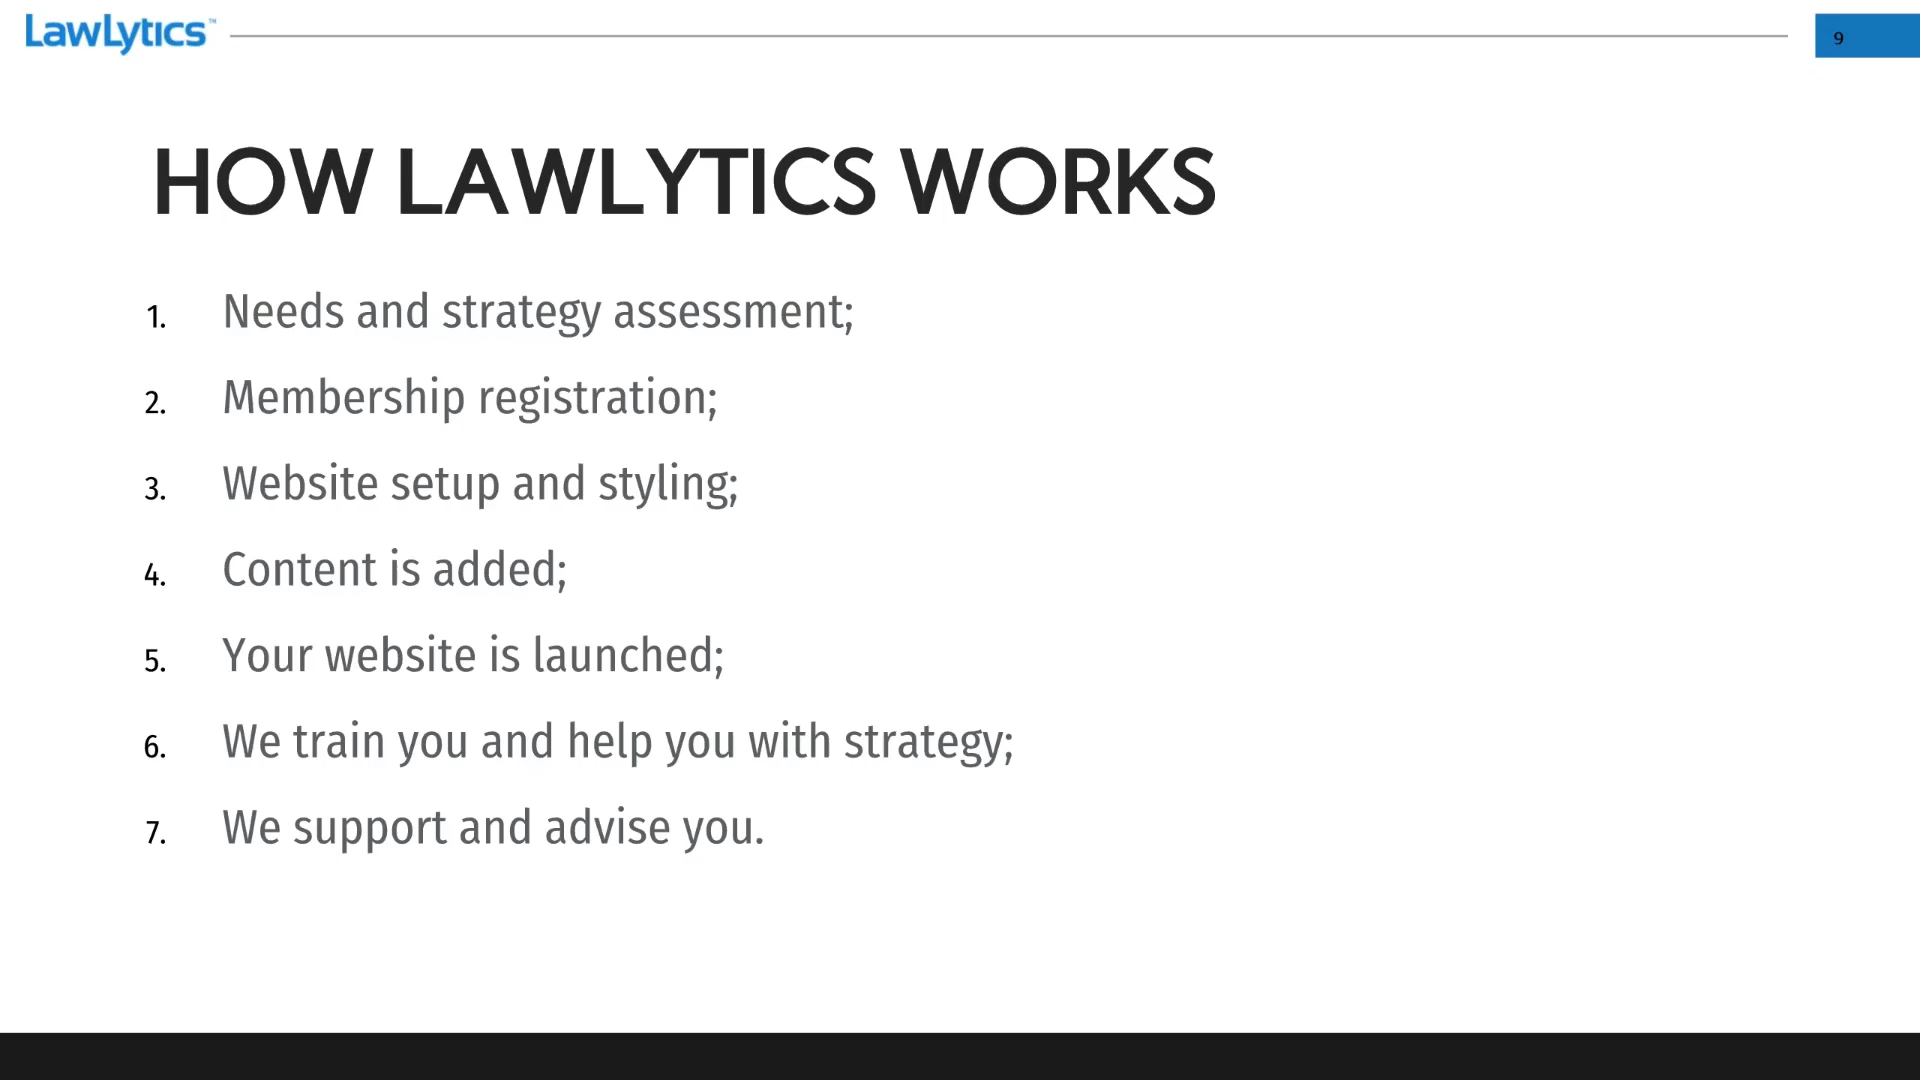 LawLytics™
9
HOW LAWLYTICS WORKS
1. Needs and strategy assessment;
2. Membership registration;
3. Website setup and styling;
4. Content is added;
5. Your website is launched;
6. We train you and help you with strategy;
7. We support and advise you.